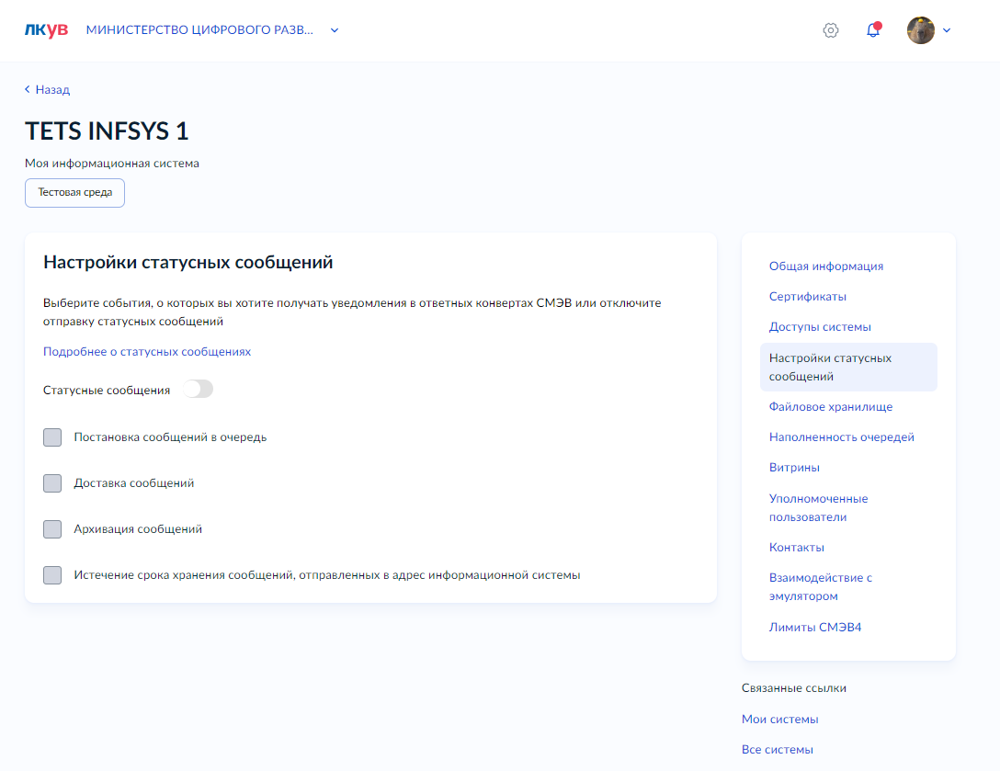 ЛКУВ
МИНИСТЕРСТВО ЦИФРОВОГО РАЗВ...
Назад
TETS INFSYS 1
Моя информационная система
Тестовая среда
Настройки статусных сообщений
Выберите события, о которых вы хотите получать уведомления в ответных конвертах СМЭВ или отключите
отправку статусных сообщений
Подробнее о статусных сообщениях
Статусные сообщения
Постановка сообщений в очередь
Доставка сообщений
Архивация сообщений
Истечение срока хранения сообщений, отправленных в адрес информационной системы
Общая информация
Сертификаты
Доступы системы
Настройки статусных
сообщений
Файловое хранилище
Наполненность очередей
Витрины
Уполномоченные
пользователи
Контакты
Взаимодействие с
эмулятором
Лимиты СМЭВ4
Связанные ссылки
Мои системы
Все системы